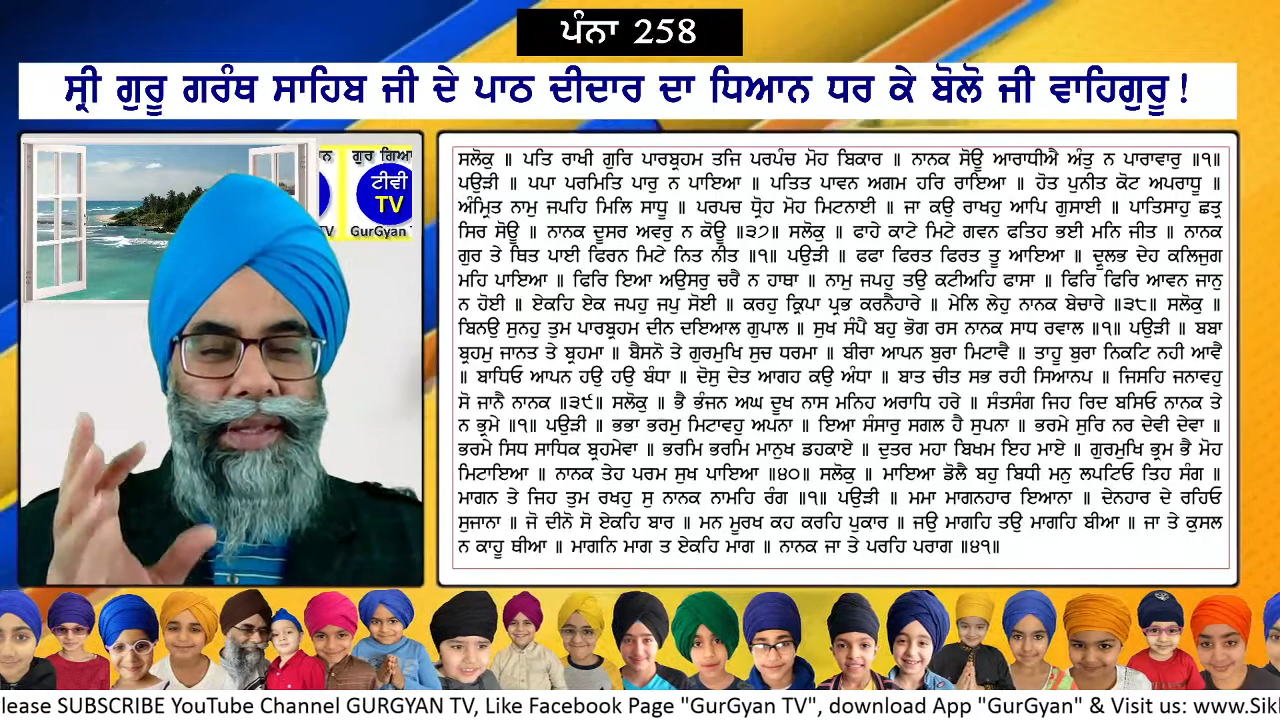 ਪੰਨਾ 258
ਸ੍ਰੀ ਗੁਰੂ ਗਰੰਥ ਸਾਹਿਬ ਜੀ ਦੇ ਪਾਠ ਦੀਦਾਰ ਦਾ ਧਿਆਨ ਧਰ ਕੇ ਬੋਲੋ ਜੀ ਵਾਹਿਗੁਰੂ!
ਗੁਰ ਗਿਆ
ਟੀਵੀ
TV
TV GurGyan
ਸਲੋਕੁ ॥ ਪਤਿ ਰਾਖੀ ਗੁਰਿ ਪਾਰਬ੍ਰਹਮ ਤਜਿ ਪਰਪੰਚ ਮੋਹ ਬਿਕਾਰ ॥ ਨਾਨਕ ਸੋਊ ਆਰਾਧੀਐ ਅੰਤੁ ਨ ਪਾਰਾਵਾਰੁ ॥੧॥
ਪਉੜੀ ॥ ਪਪਾ ਪਰਮਿਤਿ ਪਾਰੁ ਨ ਪਾਇਆ ॥ ਪਤਿਤ ਪਾਵਨ ਅਗਮ ਹਰਿ ਰਾਇਆ ॥ ਹੋਤ ਪੁਨੀਤ ਕੋਟ ਅਪਰਾਧੂ ॥
ਅੰਮ੍ਰਿਤ ਨਾਮੁ ਜਪਹਿ ਮਿਲਿ ਸਾਧੂ ॥ ਪਰਪਚ ਧ੍ਰੋਹ ਮੋਹ ਮਿਟਨਾਈ ॥ ਜਾ ਕਉ ਰਾਖਹੁ ਆਪਿ ਗੁਸਾਈ ॥ ਪਾਤਿਸਾਹੁ ਛਤ੍ਰ
ਸਿਰ ਸੋਊ ॥ ਨਾਨਕ ਦੂਸਰ ਅਵਰੁ ਨ ਕੋਊ ॥੩੭॥ ਸਲੋਕੁ ॥ ਫਾਹੇ ਕਾਟੇ ਮਿਟੇ ਗਵਨ ਫਤਿਹ ਭਈ ਮਨਿ ਜੀਤ ॥ ਨਾਨਕ
ਗੁਰ ਤੇ ਥਿਤ ਪਾਈ ਫਿਰਨ ਮਿਟੇ ਨਿਤ ਨੀਤ ॥੧॥ ਪਉੜੀ ॥ ਫਫਾ ਫਿਰਤ ਫਿਰਤ ਤੂ ਆਇਆ ॥ ਦ੍ਰੁਲਭ ਦੇਹ ਕਲਿਜੁਗ
ਮਹਿ ਪਾਇਆ ॥ ਫਿਰਿ ਇਆ ਅਉਸਰੁ ਚਰੈ ਨ ਹਾਥਾ ॥ ਨਾਮੁ ਜਪਹੁ ਤਉ ਕਟੀਅਹਿ ਫਾਸਾ ॥ ਫਿਰਿ ਫਿਰਿ ਆਵਨ ਜਾਨੁ
ਨ ਹੋਈ ॥ ਏਕਹਿ ਏਕ ਜਪਹੁ ਜਪੁ ਸੋਈ ॥ ਕਰਹੁ ਕ੍ਰਿਪਾ ਪ੍ਰਭ ਕਰਨੈਹਾਰੇ ॥ ਮੇਲਿ ਲੇਹੁ ਨਾਨਕ ਬੇਚਾਰੇ ॥੩੮॥ ਸਲੋਕੁ ॥
ਬਿਨਉ ਸੁਨਹੁ ਤੁਮ ਪਾਰਬ੍ਰਹਮ ਦੀਨ ਦਇਆਲ ਗੁਪਾਲ ॥ ਸੁਖ ਸੰਪੈ ਬਹੁ ਭੋਗ ਰਸ ਨਾਨਕ ਸਾਧ ਰਵਾਲ ॥੧॥ ਪਉੜੀ ॥ ਬਬਾ
ਬ੍ਰਹਮੁ ਜਾਨਤ ਤੇ ਬ੍ਰਹਮਾ ॥ ਬੈਸਨੋ ਤੇ ਗੁਰਮੁਖਿ ਸੁਚ ਧਰਮਾ ॥ ਬੀਰਾ ਆਪਨ ਬੁਰਾ ਮਿਟਾਵੈ ॥ ਤਾਹੂ ਬੁਰਾ ਨਿਕਟਿ ਨਹੀ ਆਵੈ
॥ ਬਾਧਿਓ ਆਪਨ ਹਉ ਹਉ ਬੰਧਾ ॥ ਦੋਸੁ ਦੇਤ ਆਗਹ ਕਉ ਅੰਧਾ ॥ ਬਾਤ ਚੀਤ ਸਭ ਰਹੀ ਸਿਆਨਪ ॥ ਜਿਸਹਿ ਜਨਾਵਹੁ
ਸੋ ਜਾਨੈ ਨਾਨਕ ॥੩੯॥ ਸਲੋਕੁ ॥ ਭੈ ਭੰਜਨ ਅਘ ਦੂਖ ਨਾਸ ਮਨਿਹ ਅਰਾਧਿ ਹਰੇ ॥ ਸੰਤਸੰਗ ਜਿਹ ਰਿਦ ਬਸਿਓ ਨਾਨਕ ਤੇ
ਨ ਭ੍ਰਮੇ ॥੧॥ ਪਉੜੀ ॥ ਭਭਾ ਭਰਮੁ ਮਿਟਾਵਹੁ ਅਪਨਾ ॥ ਇਆ ਸੰਸਾਰੁ ਸਗਲ ਹੈ ਸੁਪਨਾ ॥ ਭਰਮੇ ਸੁਰਿ ਨਰ ਦੇਵੀ ਦੇਵਾ ॥
ਭਰਮੇ ਸਿਧ ਸਾਧਿਕ ਬ੍ਰਹਮੇਵਾ ॥ ਭਰਮਿ ਭਰਮਿ ਮਾਨੁਖ ਡਹਕਾਏ ॥ ਦੁਤਰ ਮਹਾ ਬਿਖਮ ਇਹ ਮਾਏ ॥ ਗੁਰਮੁਖਿ ਭ੍ਰਮ ਭੈ ਮੋਹ
ਮਿਟਾਇਆ ॥ ਨਾਨਕ ਤੇਹ ਪਰਮ ਸੁਖ ਪਾਇਆ ॥੪੦॥ ਸਲੋਕੁ ॥ ਮਾਇਆ ਡੋਲੈ ਬਹੁ ਬਿਧੀ ਮਨੁ ਲਪਟਿਓ ਤਿਹ ਸੰਗ ॥
ਮਾਗਨ ਤੇ ਜਿਹ ਤੁਮ ਰਖਹੁ ਸੁ ਨਾਨਕ ਨਾਮਹਿ ਰੰਗ ॥੧॥ ਪਉੜੀ ॥ ਮਮਾ ਮਾਗਨਹਾਰ ਇਆਨਾ ॥ ਦੇਨਹਾਰ ਦੇ ਰਹਿਓ
ਸੁਜਾਨਾ ॥ ਜੋ ਦੀਨੋ ਸੋ ਏਕਹਿ ਬਾਰ ॥ ਮਨ ਮੂਰਖ ਕਹ ਕਰਹਿ ਪੁਕਾਰ ॥ ਜਉ ਮਾਗਹਿ ਤਉ ਮਾਗਹਿ ਬੀਆ ॥ ਜਾ ਤੇ ਕੁਸਲ
ਨ ਕਾਹੂ ਥੀਆ ॥ ਮਾਗਨਿ ਮਾਗ ਤ ਏਕਹਿ ਮਾਗ ॥ ਨਾਨਕ ਜਾ ਤੇ ਪਰਹਿ ਪਰਾਗ ॥੪੧॥
lease SUBSCRIBE YouTube Channel GURGYAN TV, Like Facebook Page "GurGyan TV", download App "GurGyan" & Visit us: www.Sik